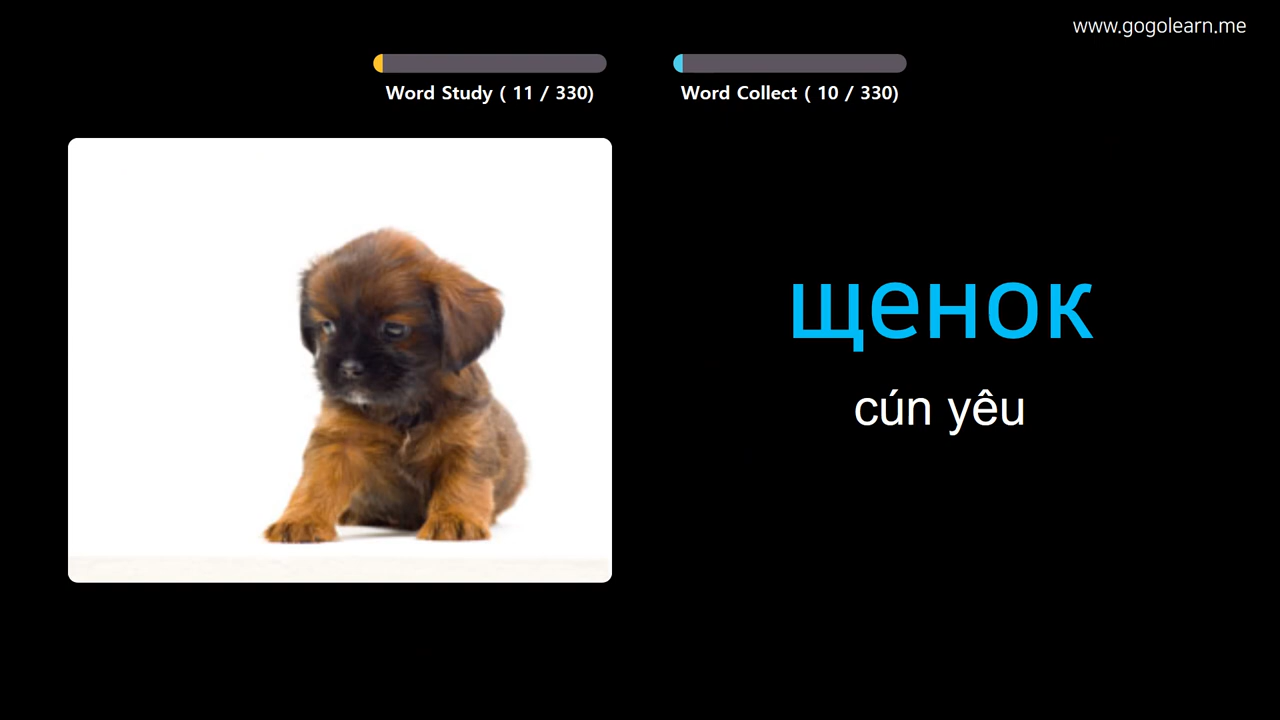 www.gogolearn.me
Word Study ( 11 / 330)
Word Collect ( 10 / 330)
щенок
cún yêu